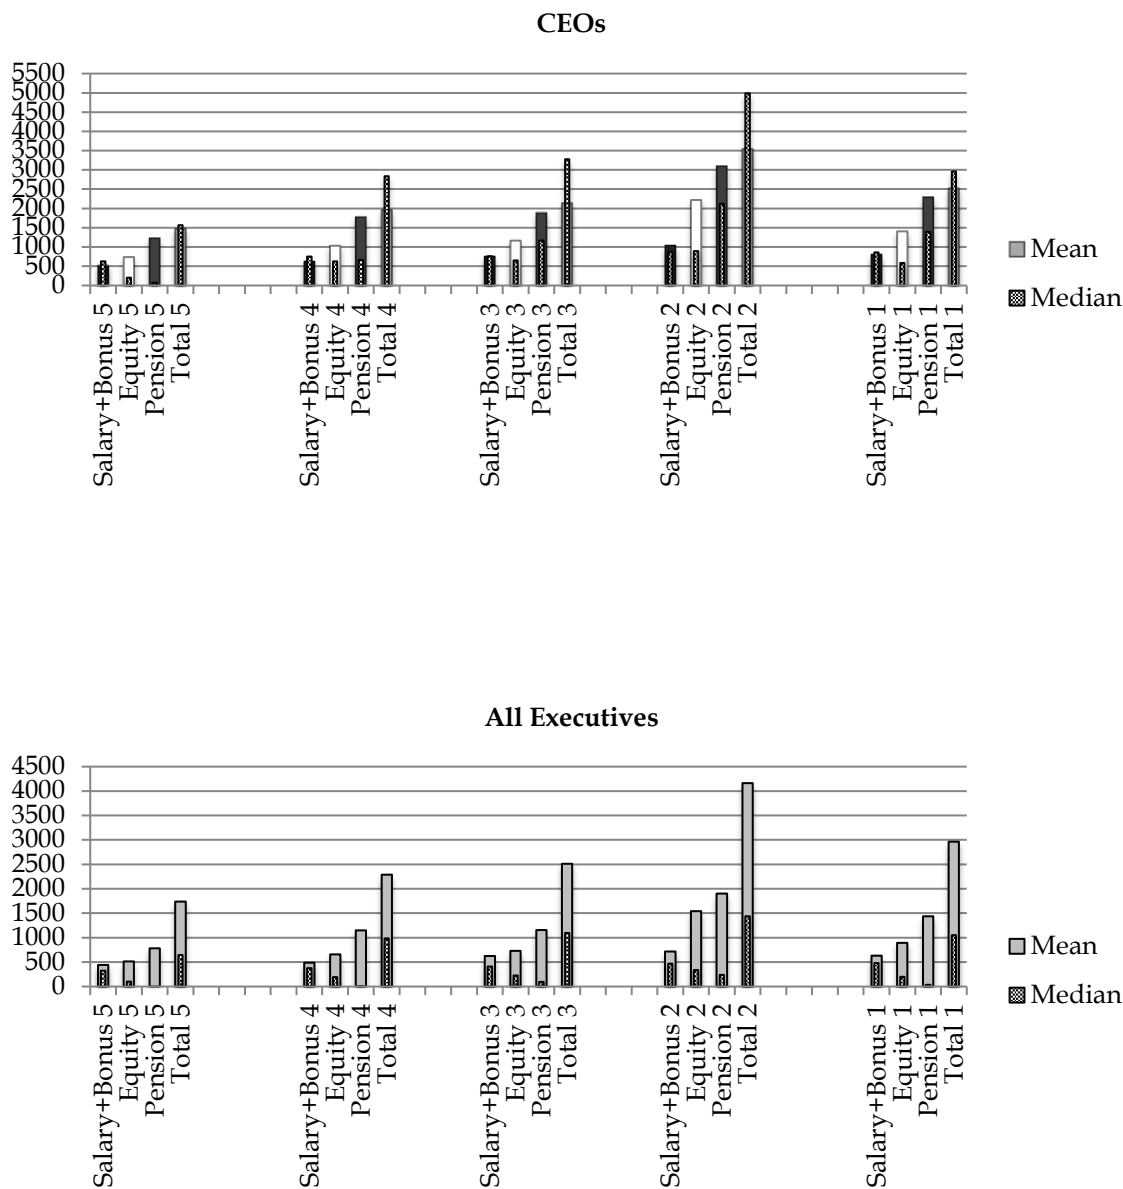 CEOs
5500
5000
4500
4000
3500
3000
2500
2000
1500
1000
500
0
Salary+Bonus 5
Equity 5
Pension 5
Total 5
Salary+Bonus 4
Equity 4
Pension 4
Total 4
Salary+Bonus 3
Equity 3
Pension 3
Total 3
Salary+Bonus 2
Equity 2
Pension 2
Total 2
Salary+Bonus 1
Equity 1
Pension 1
Total 1
Mean
Median
All Executives
4500
4000
3500
3000
2500
2000
1500
1000
500
0
Salary+Bonus 5
Equity 5
Pension 5
Total 5
Salary+Bonus 4
Equity 4
Pension 4
Total 4
Salary+Bonus 3
Equity 3
Pension 3
Total 3
Salary+Bonus 2
Equity 2
Pension 2
Total 2
Salary+Bonus 1
Equity 1
Pension 1
Total 1
Mean
Median